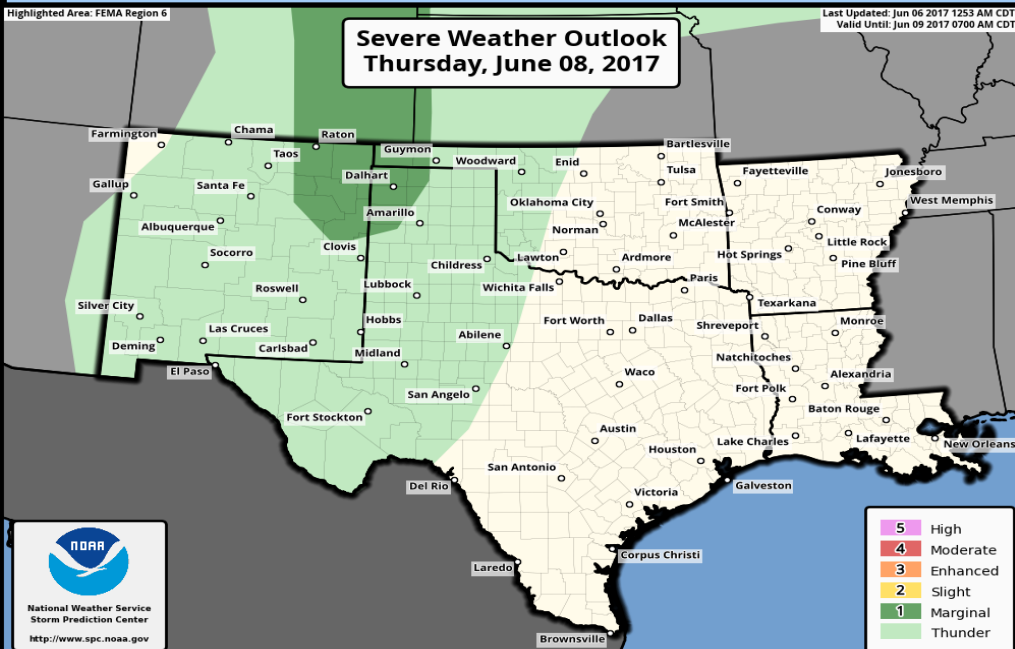 Highlighted Area: FEMA Region 6
Last Updated: Jun 06 2017 1253 AM CDT
Valid Until: Jun 09 2017 0700 AM CDT
Severe Weather Outlook
Thursday, June 08, 2017
Farmington
Chama
Raton
Taos
Guymon
Woodward
Enid
Bartlesville
Tulsa
Fayetteville
Jonesboro
Gallup
Santa Fe
Dalhart
Oklahoma City
Fort Smith
West Memphis
Albuquerque
Amarillo
Norman
McAlester
Conway
Socorro
Clovis
Childress
Lawton
Ardmore
Hot Springs
Little Rock
Pine Bluff
Roswell
Lubbock
Wichita Falls
Paris
Texarkana
Silver City
Las Cruces
Hobbs
Fort Worth
Dallas
Shreveport
Monroe
Deming
Carlsbad
Midland
Abilene
Natchitoches
El Paso
San Angelo
Waco
Fort Polk
Alexandria
Fort Stockton
Austin
Baton Rouge
Houston
Lake Charles
Lafayette
New Orleans
Del Rio
San Antonio
Victoria
Galveston
Corpus Christi
Laredo
Brownsville
NOAA
National Weather Service
Storm Prediction Center
http://www.spc.noaa.gov
5 High
4 Moderate
3 Enhanced
2 Slight
1 Marginal
Thunder